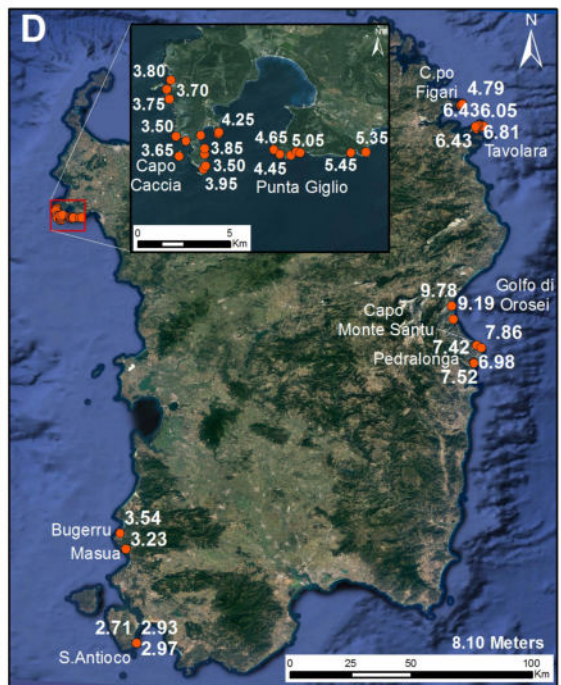 D
N
3.80
3.70
3.75
3.50
4.25
3.65
3.85
Capo
Caccia
3.50
3.95
4.65
5.05
5.35
4.45
5.45
Punta Giglio
0
5
Km
N
C.po
Figari
4.79
6.436.05
6.43
6.81
Tavolara
9.78
Golfo di
Orosei
9.19
Capo
Monte Santu
7.86
7.42
Pedralonga
6.98
7.52
3.54
Bugerru
3.23
Masua
2.71 2.93
2.97
S.Antioco
8.10 Meters
0 25 50 100
Km